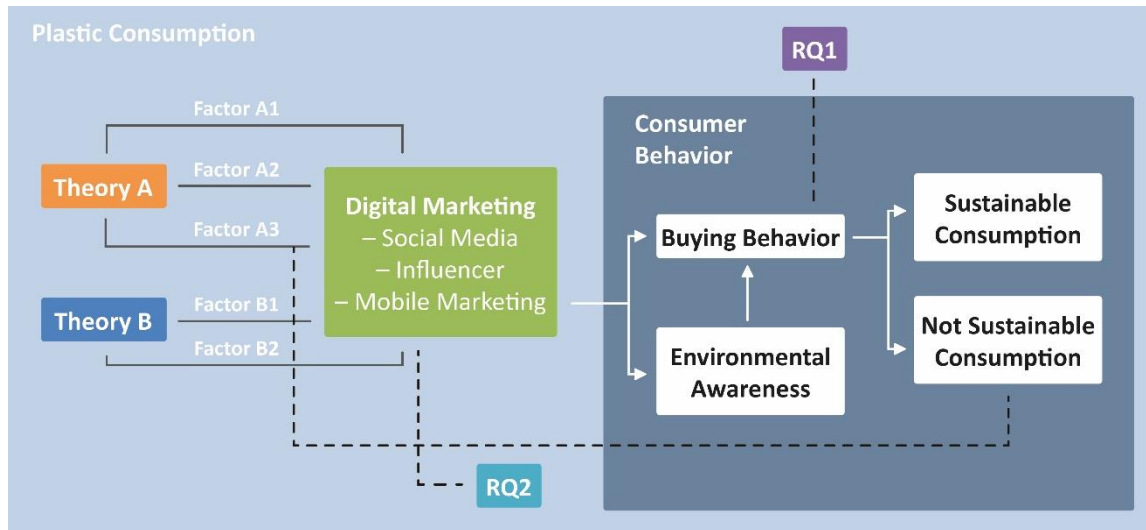 Plastic Consumption
RQ1
Factor A1
Consumer
Behavior
Factor A2
Theory A
Factor A3
Digital Marketing
– Social Media
– Influencer
– Mobile Marketing
Buying Behavior
Sustainable
Consumption
Factor B1
Theory B
Factor B2
Environmental
Awareness
Not Sustainable
Consumption
RQ2